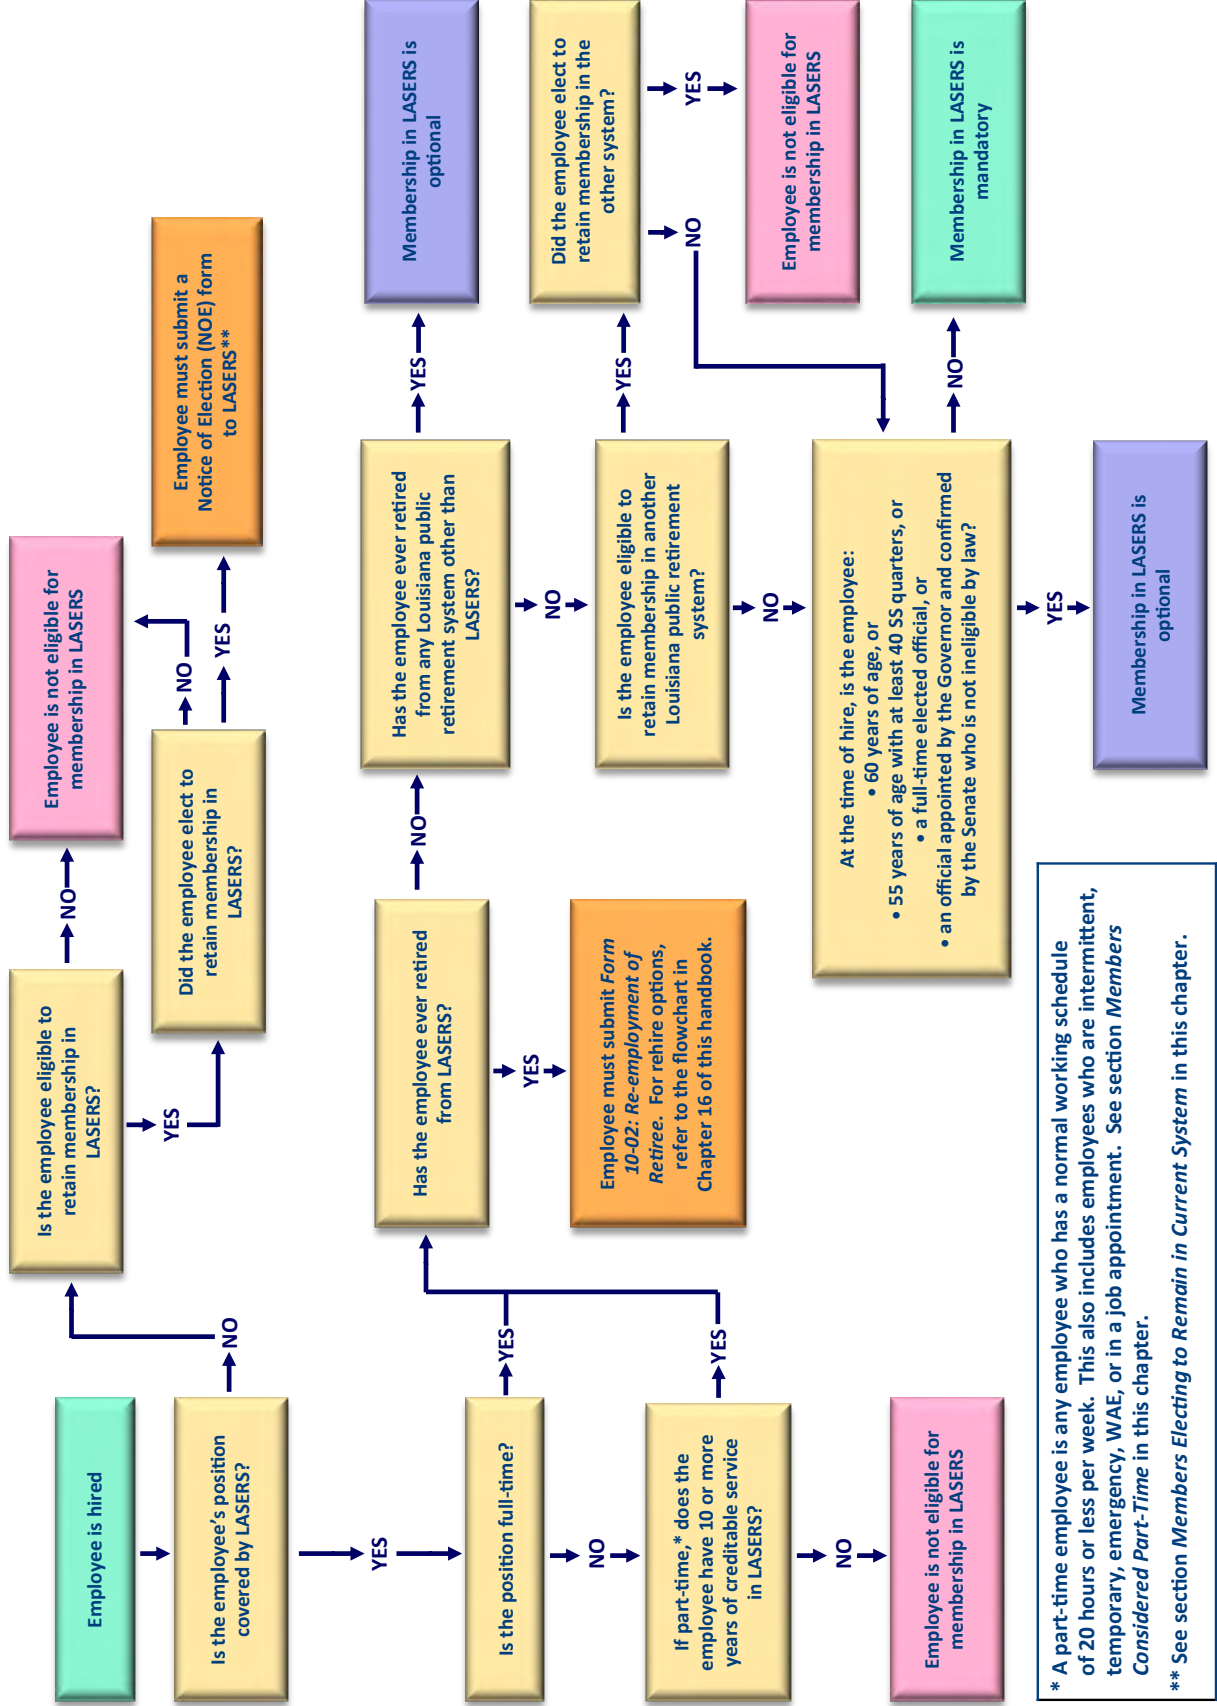 Employee is hired
Is the employee's position
covered by LASERS?
NO
Is the employee eligible to
retain membership in
LASERS?
NO
Employee is not eligible for
membership in LASERS
YES
Did the employee elect to
retain membership in
LASERS?
NO
YES
Employee must submit a
Notice of Election (NOE) form
to LASERS**
YES
Is the position full-time?
YES
NO
If part-time,* does the
employee have 10 or more
years of creditable service
in LASERS?
YES
NO
Employee is not eligible for
membership in LASERS
Has the employee ever retired
from LASERS?
YES
Employee must submit Form
10-02: Re-employment of
Retiree. For rehire options,
refer to the flowchart in
Chapter 16 of this handbook.
NO
Has the employee ever retired
from any Louisiana public
retirement system other than
LASERS?
YES
Membership in LASERS is
optional
NO
Is the employee eligible to
retain membership in another
Louisiana public retirement
system?
YES
Did the employee elect to
retain membership in the
other system?
YES
Employee is not eligible for
membership in LASERS
NO
NO
At the time of hire, is the employee:
• 60 years of age, or
• 55 years of age with at least 40 SS quarters, or
• a full-time elected official, or
• an official appointed by the Governor and confirmed
by the Senate who is not ineligible by law?
NO
Membership in LASERS is
mandatory
YES
Membership in LASERS is
optional
* A part-time employee is any employee who has a normal working schedule
of 20 hours or less per week. This also includes employees who are intermittent,
temporary, emergency, WAE, or in a job appointment. See section Members
Considered Part-Time in this chapter.
** See section Members Electing to Remain in Current System in this chapter.